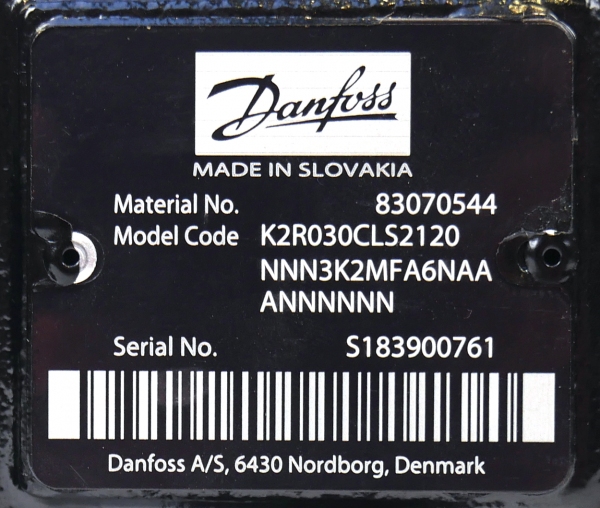 Danfoss
MADE IN SLOVAKIA
Material No. 83070544
Model Code K2R030CLS2120
NNN3K2MFA6NAA
ANNNNNN
Serial No. S183900761
Danfoss A/S, 6430 Nordborg, Denmark